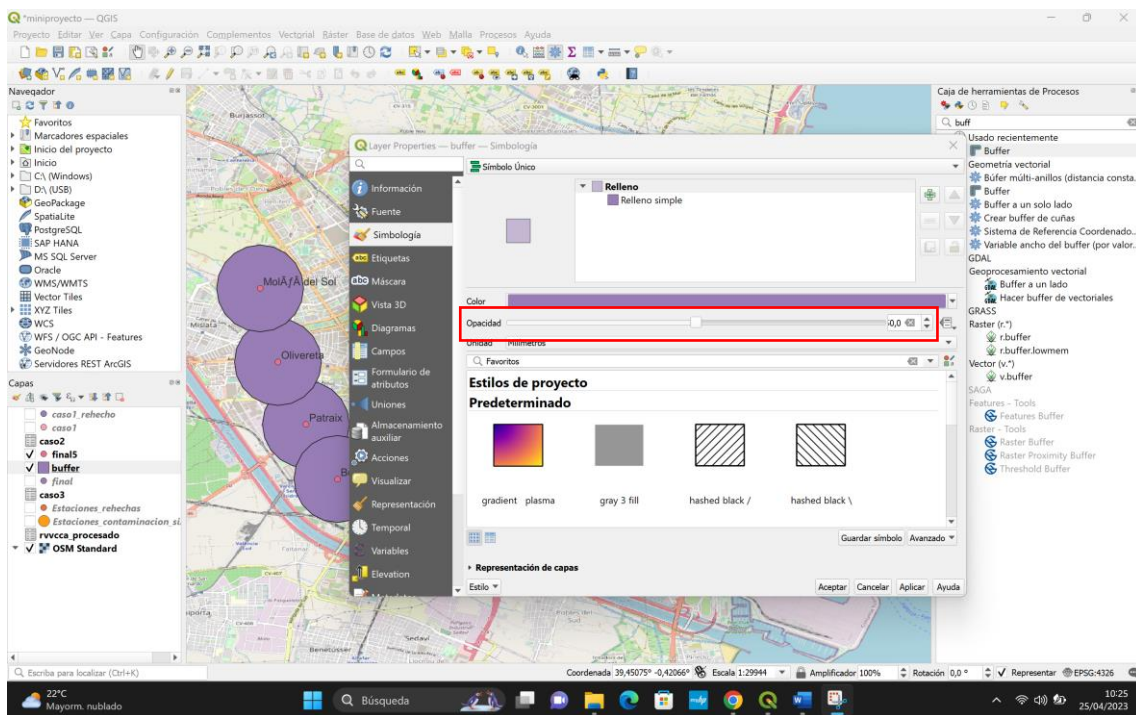 *miniproyecto — QGIS
Proyecto Editar Ver Capa Configuración Complementos Vectorial Ráster Base de datos Web Malla Procesos Ayuda
Navegador
Favoritos
Marcadores espaciales
Inicio del proyecto
Inicio
C:\ (Windows)
D:\ (USB)
GeoPackage
SpatiaLite
PostgreSQL
SAP HANA
MS SQL Server
Oracle
WMS/WMTS
Vector Tiles
XYZ Tiles
WCS
WFS / OGC API - Features
GeoNode
Servidores REST ArcGIS
Capas
caso1_rehecho
caso1
caso2
final5
buffer
final
caso3
Estaciones_rehechas
Estaciones_contaminacion_si
rvvcca_procesado
OSM Standard
Burjassot
Mislata
MolÃƒÂ del Sol
Olivereta
Patraix
Sedaví
Benetússer
Layer Properties — buffer — Simbología
Información
Fuente
Simbología
Etiquetas
Máscara
Vista 3D
Diagramas
Campos
Formulario de atributos
Uniones
Almacenamiento auxiliar
Acciones
Visualizar
Representación
Temporal
Variables
Elevation
Símbolo Único
Relleno
Relleno simple
Color
Opacidad
Unidad Milímetros
Favoritos
Estilos de proyecto
Predeterminado
gradient plasma
gray 3 fill
hashed black /
hashed black \
Guardar símbolo Avanzado
Representación de capas
Estilo Aceptar Cancelar Aplicar Ayuda
Caja de herramientas de Procesos
buff
Usado recientemente
Buffer
Geometría vectorial
Búfer múlti-anillos (distancia consta..
Buffer
Buffer a un solo lado
Crear buffer de cuñas
Sistema de Referencia Coordenado..
Variable ancho del buffer (por valor..
GDAL
Geoprocesamiento vectorial
Buffer a un lado
Hacer buffer de vectoriales
GRASS
Raster (r.*)
r.buffer
r.buffer.lowmem
Vector (v.*)
v.buffer
SAGA
Features - Tools
Features Buffer
Raster - Tools
Raster Buffer
Raster Proximity Buffer
Threshold Buffer
Escriba para localizar (Ctrl+K)
Coordenada 39,45075° -0,42066° Escala 1:29944 Amplificador 100% Rotación 0,0 ° Representar EPSG:4326
22°C
Mayorm. nublado
Búsqueda
10:25
25/04/2023